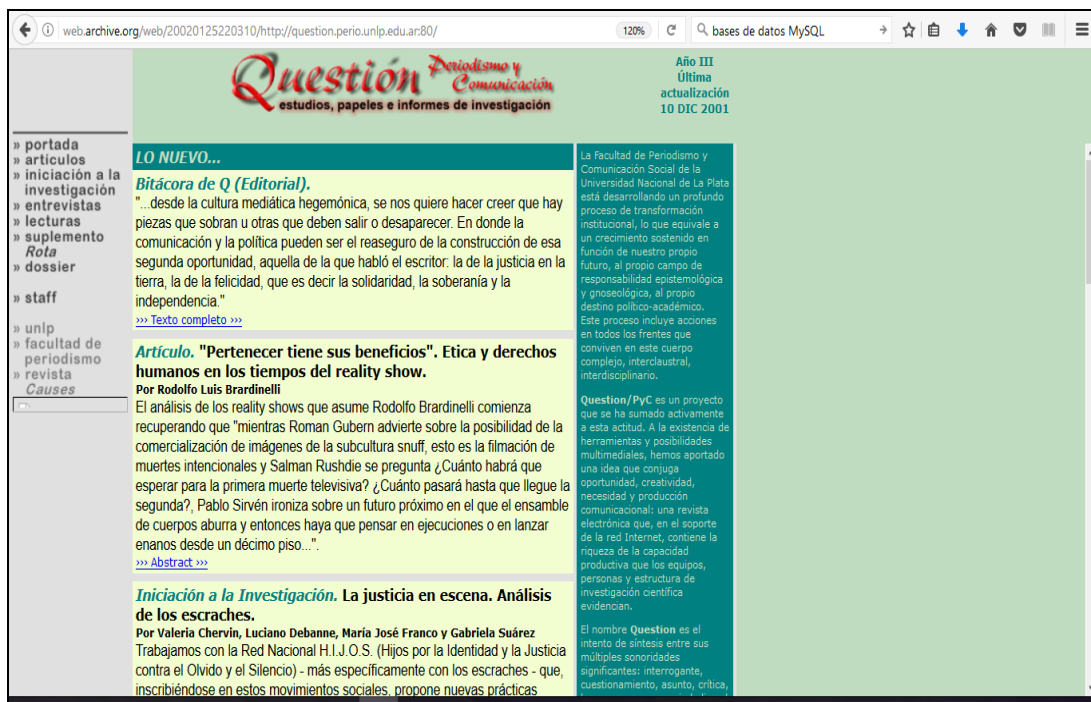 web.archive.org/web/20020125220310/http://question.perio.unlp.edu.ar:80/
120%
bases de datos MySQL
Questión Periodismo y
Comunicación
estudios, papeles e informes de investigación
Año III
Última
actualización
10 DIC 2001
» portada
» articulos
» iniciación a la
investigación
» entrevistas
» lecturas
» suplemento
Rota
» dossier
» staff
» unlp
» facultad de
periodismo
» revista
Causes
LO NUEVO...
Bitácora de Q (Editorial).
"...desde la cultura mediática hegemónica, se nos quiere hacer creer que hay
piezas que sobran u otras que deben salir o desaparecer. En donde la
comunicación y la política pueden ser el reaseguro de la construcción de esa
segunda oportunidad, aquella de la que habló el escritor: la de la justicia en la
tierra, la de la felicidad, que es decir la solidaridad, la soberanía y la
independencia."
››› Texto completo ›››
Artículo. "Pertenecer tiene sus beneficios". Etica y derechos
humanos en los tiempos del reality show.
Por Rodolfo Luis Brardinelli
El análisis de los reality shows que asume Rodolfo Brardinelli comienza
recuperando que "mientras Roman Gubern advierte sobre la posibilidad de la
comercialización de imágenes de la subcultura snuff, esto es la filmación de
muertes intencionales y Salman Rushdie se pregunta ¿Cuánto habrá que
esperar para la primera muerte televisiva? ¿Cuánto pasará hasta que llegue la
segunda?, Pablo Sirvén ironiza sobre un futuro próximo en el que el ensamble
de cuerpos aburra y entonces haya que pensar en ejecuciones o en lanzar
enanos desde un décimo piso...".
››› Abstract ›››
Iniciación a la Investigación. La justicia en escena. Análisis
de los escraches.
Por Valeria Chervin, Luciano Debanne, María José Franco y Gabriela Suárez
Trabajamos con la Red Nacional H.I.J.O.S. (Hijos por la Identidad y la Justicia
contra el Olvido y el Silencio) - más específicamente con los escraches - que,
inscribiéndose en estos movimientos sociales, propone nuevas prácticas
La Facultad de Periodismo y
Comunicación Social de la
Universidad Nacional de La Plata
está desarrollando un profundo
proceso de transformación
institucional, lo que equivale a
un crecimiento sostenido en
función de nuestro propio
futuro, al propio campo de
responsabilidad epistemológica
y gnoseológica, al propio
destino político-académico.
Este proceso incluye acciones
en todos los frentes que
conviven en este cuerpo
complejo, interclaustral,
interdisciplinario.
Question/PyC es un proyecto
que se ha sumado activamente
a esta actitud. A la existencia de
herramientas y posibilidades
multimediales, hemos aportado
una idea que conjuga
oportunidad, creatividad,
necesidad y producción
comunicacional: una revista
electrónica que, en el soporte
de la red Internet, contiene la
riqueza de la capacidad
productiva que los equipos,
personas y estructura de
investigación científica
evidencian.
El nombre Question es el
intento de síntesis entre sus
múltiples sonoridades
significantes: interrogante,
cuestionamiento, asunto, crítica,